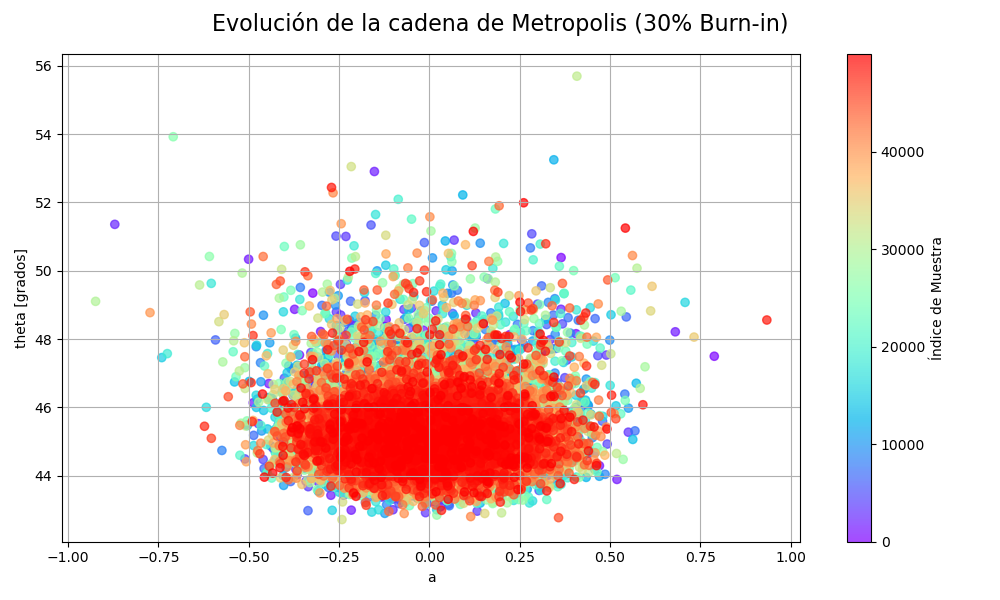 Evolución de la cadena de Metropolis (30% Burn-in)
56
54
52
50
48
46
44
theta [grados]
−1.00 −0.75 −0.50 −0.25 0.00 0.25 0.50 0.75 1.00
a
40000
30000
20000
10000
0
Índice de Muestra